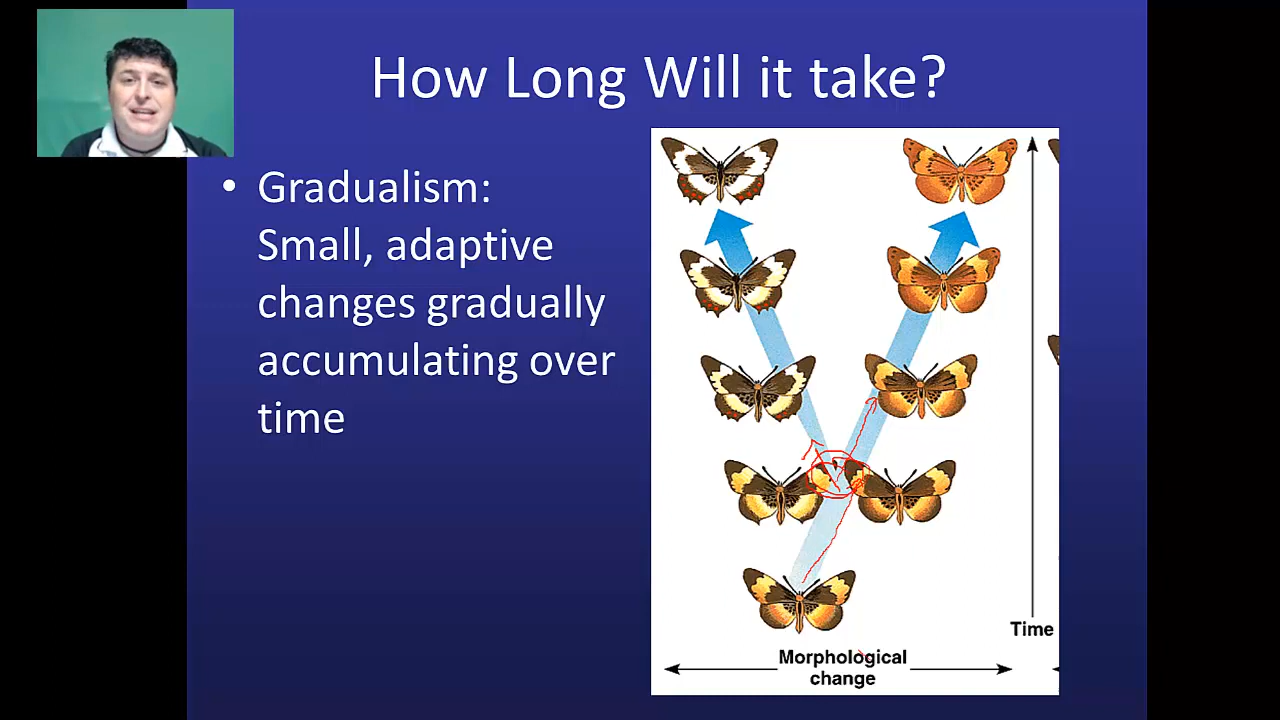 How Long Will it take?
• Gradualism:
Small, adaptive
changes gradually
accumulating over
time
Time
Morphological
change